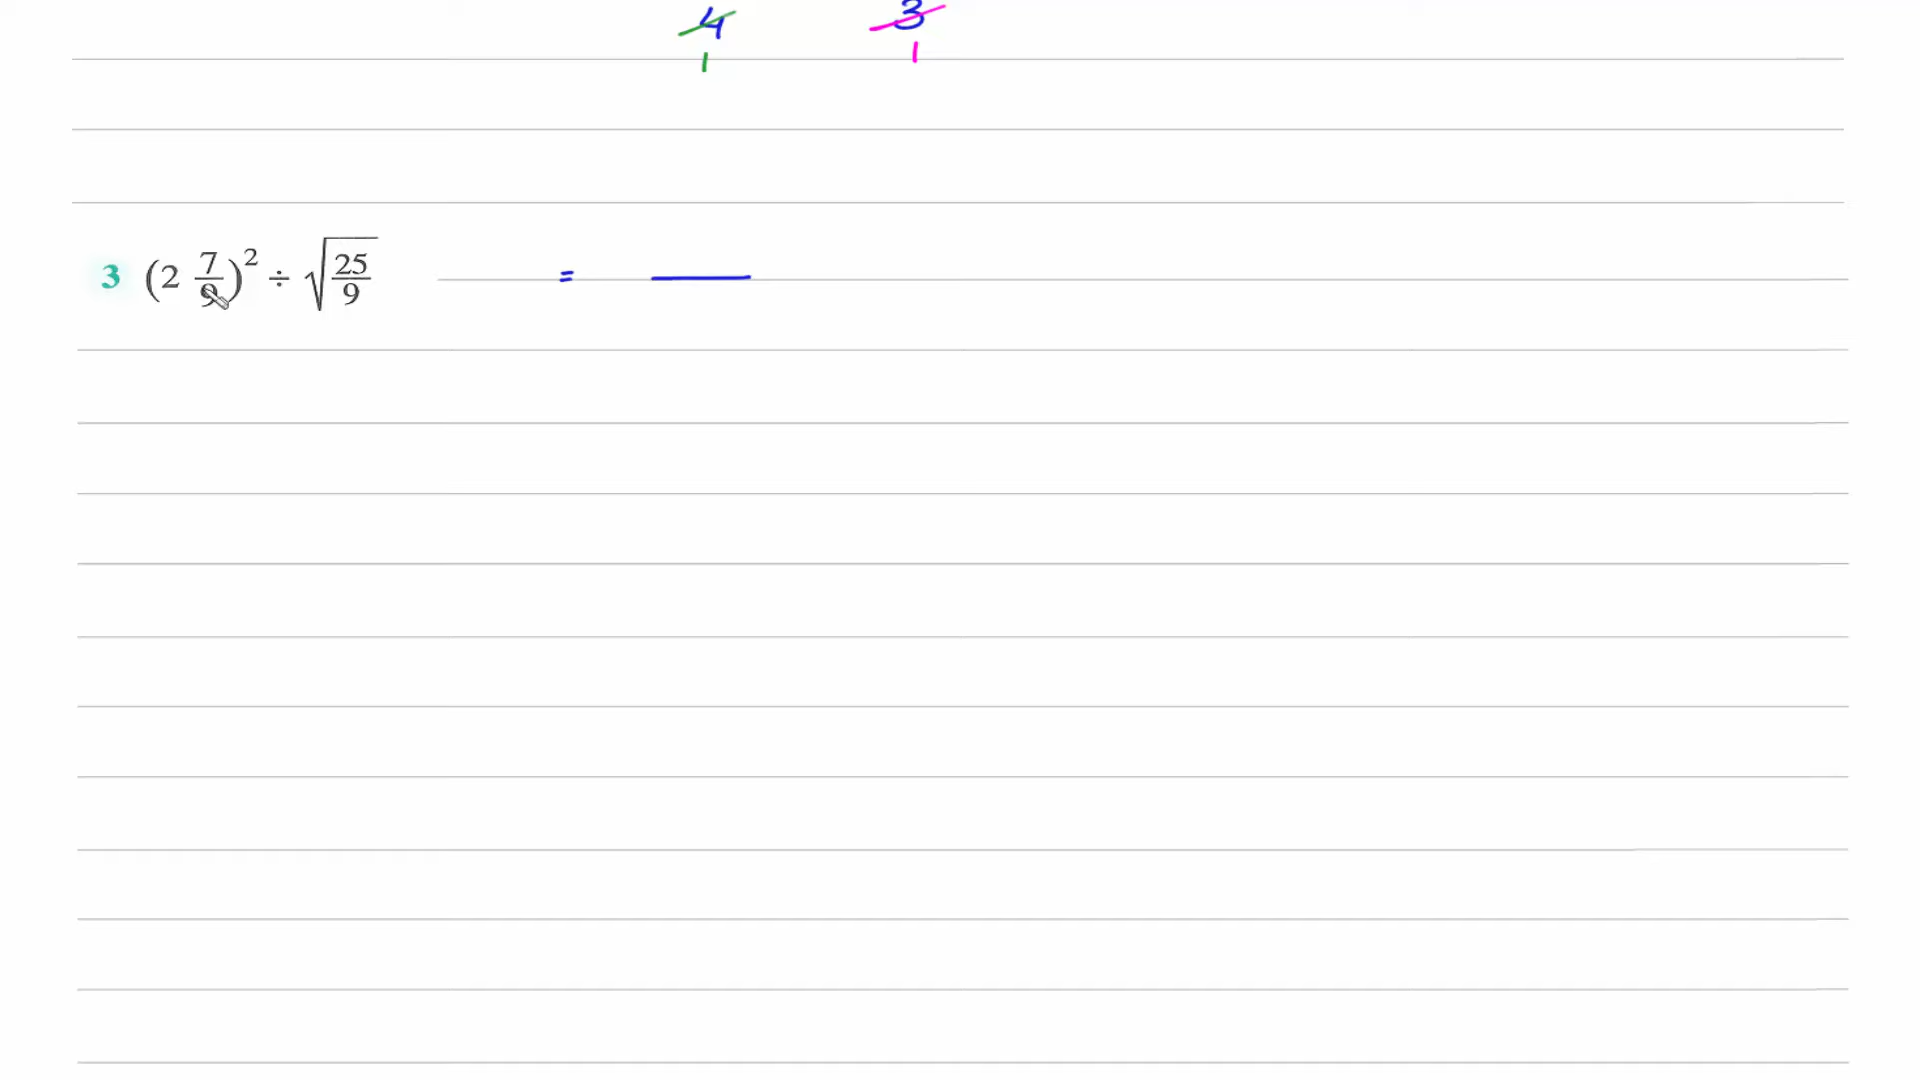 4 3
1 1
3 (2 7/9)² ÷ √(25/9) =